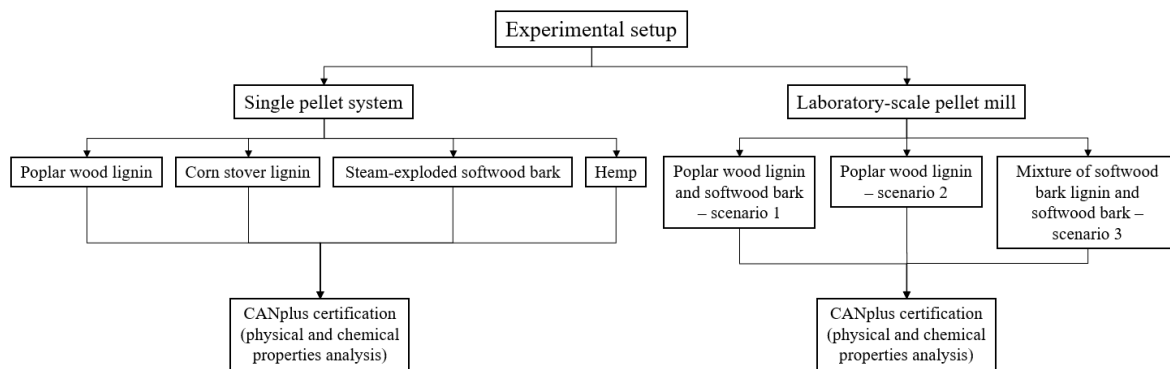 Experimental setup
Single pellet system
Laboratory-scale pellet mill
Poplar wood lignin
Corn stover lignin
Steam-exploded softwood bark
Hemp
Poplar wood lignin
and softwood bark
– scenario 1
Poplar wood lignin
– scenario 2
Mixture of softwood
bark lignin and
softwood bark –
scenario 3
CANplus certification
(physical and chemical
properties analysis)
CANplus certification
(physical and chemical
properties analysis)